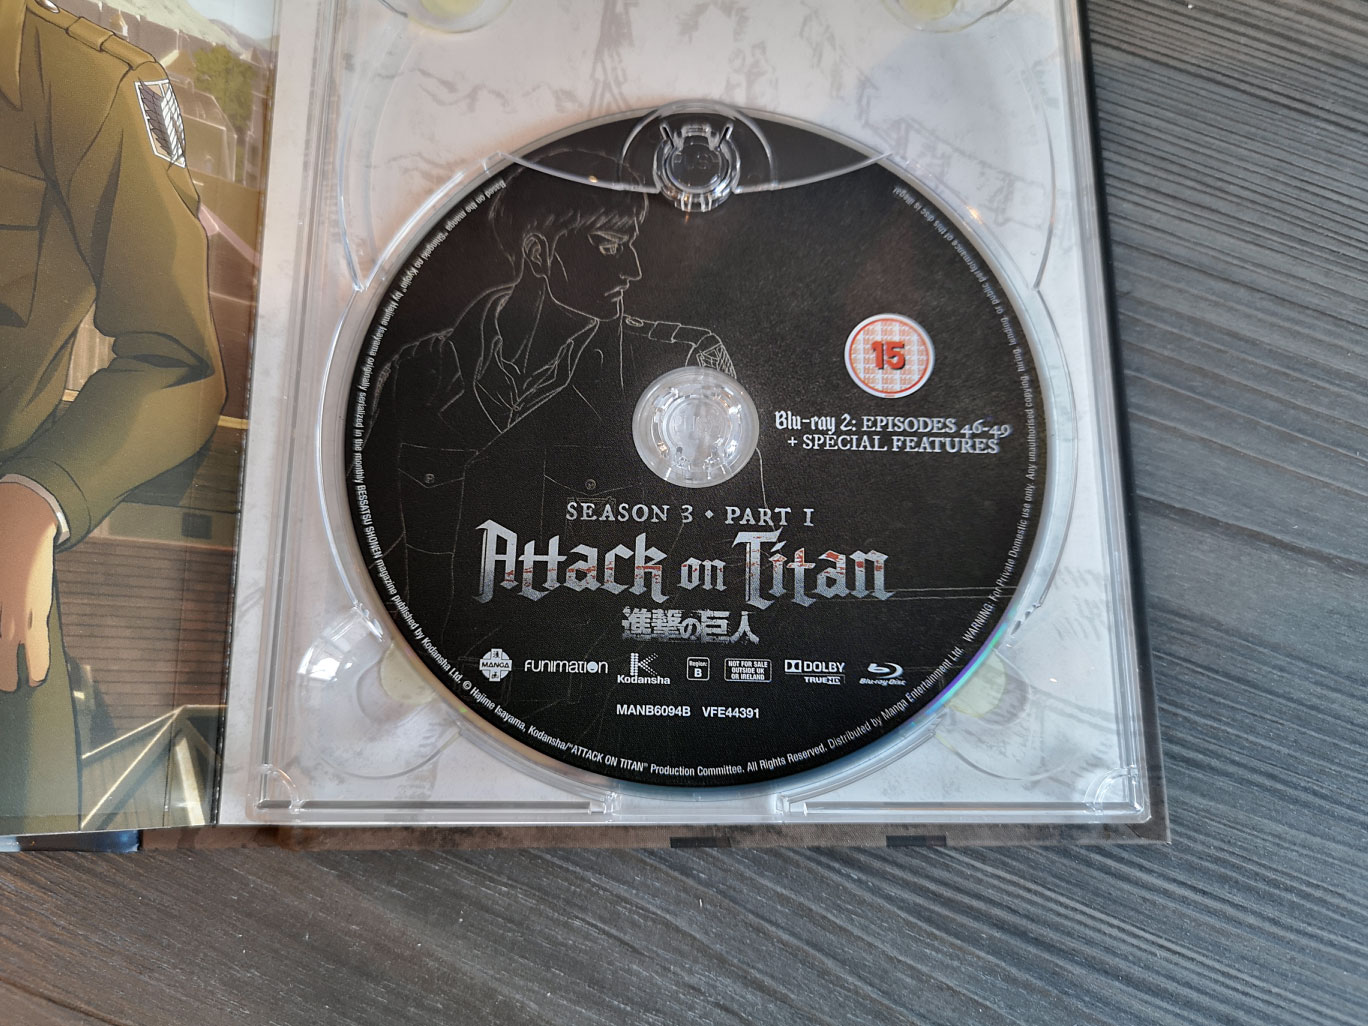 15
Blu-ray 2: EPISODES 46-49
+ SPECIAL FEATURES
SEASON 3 • PART 1
Attack on Titan
進撃の巨人
MANGA
FUNIMATION
Kodansha
Region:
B
NOT FOR SALE
OUTSIDE UK
OR IRELAND
DOLBY
TRUEHD
Blu-ray Disc
MANB6094B VFE44391
Based on the manga "Shingeki no Kyojin" by Hajime Isayama originally serialized in the monthly BESSATSU SHONEN magazine published by Kodansha Ltd. © Hajime Isayama, Kodansha/"ATTACK ON TITAN" Production Committee. All Rights Reserved. Distributed by Manga Entertainment Ltd. WARNING: For Private Domestic use only. Any unauthorised copying, hiring, lending, or public performance of this disc is illegal.